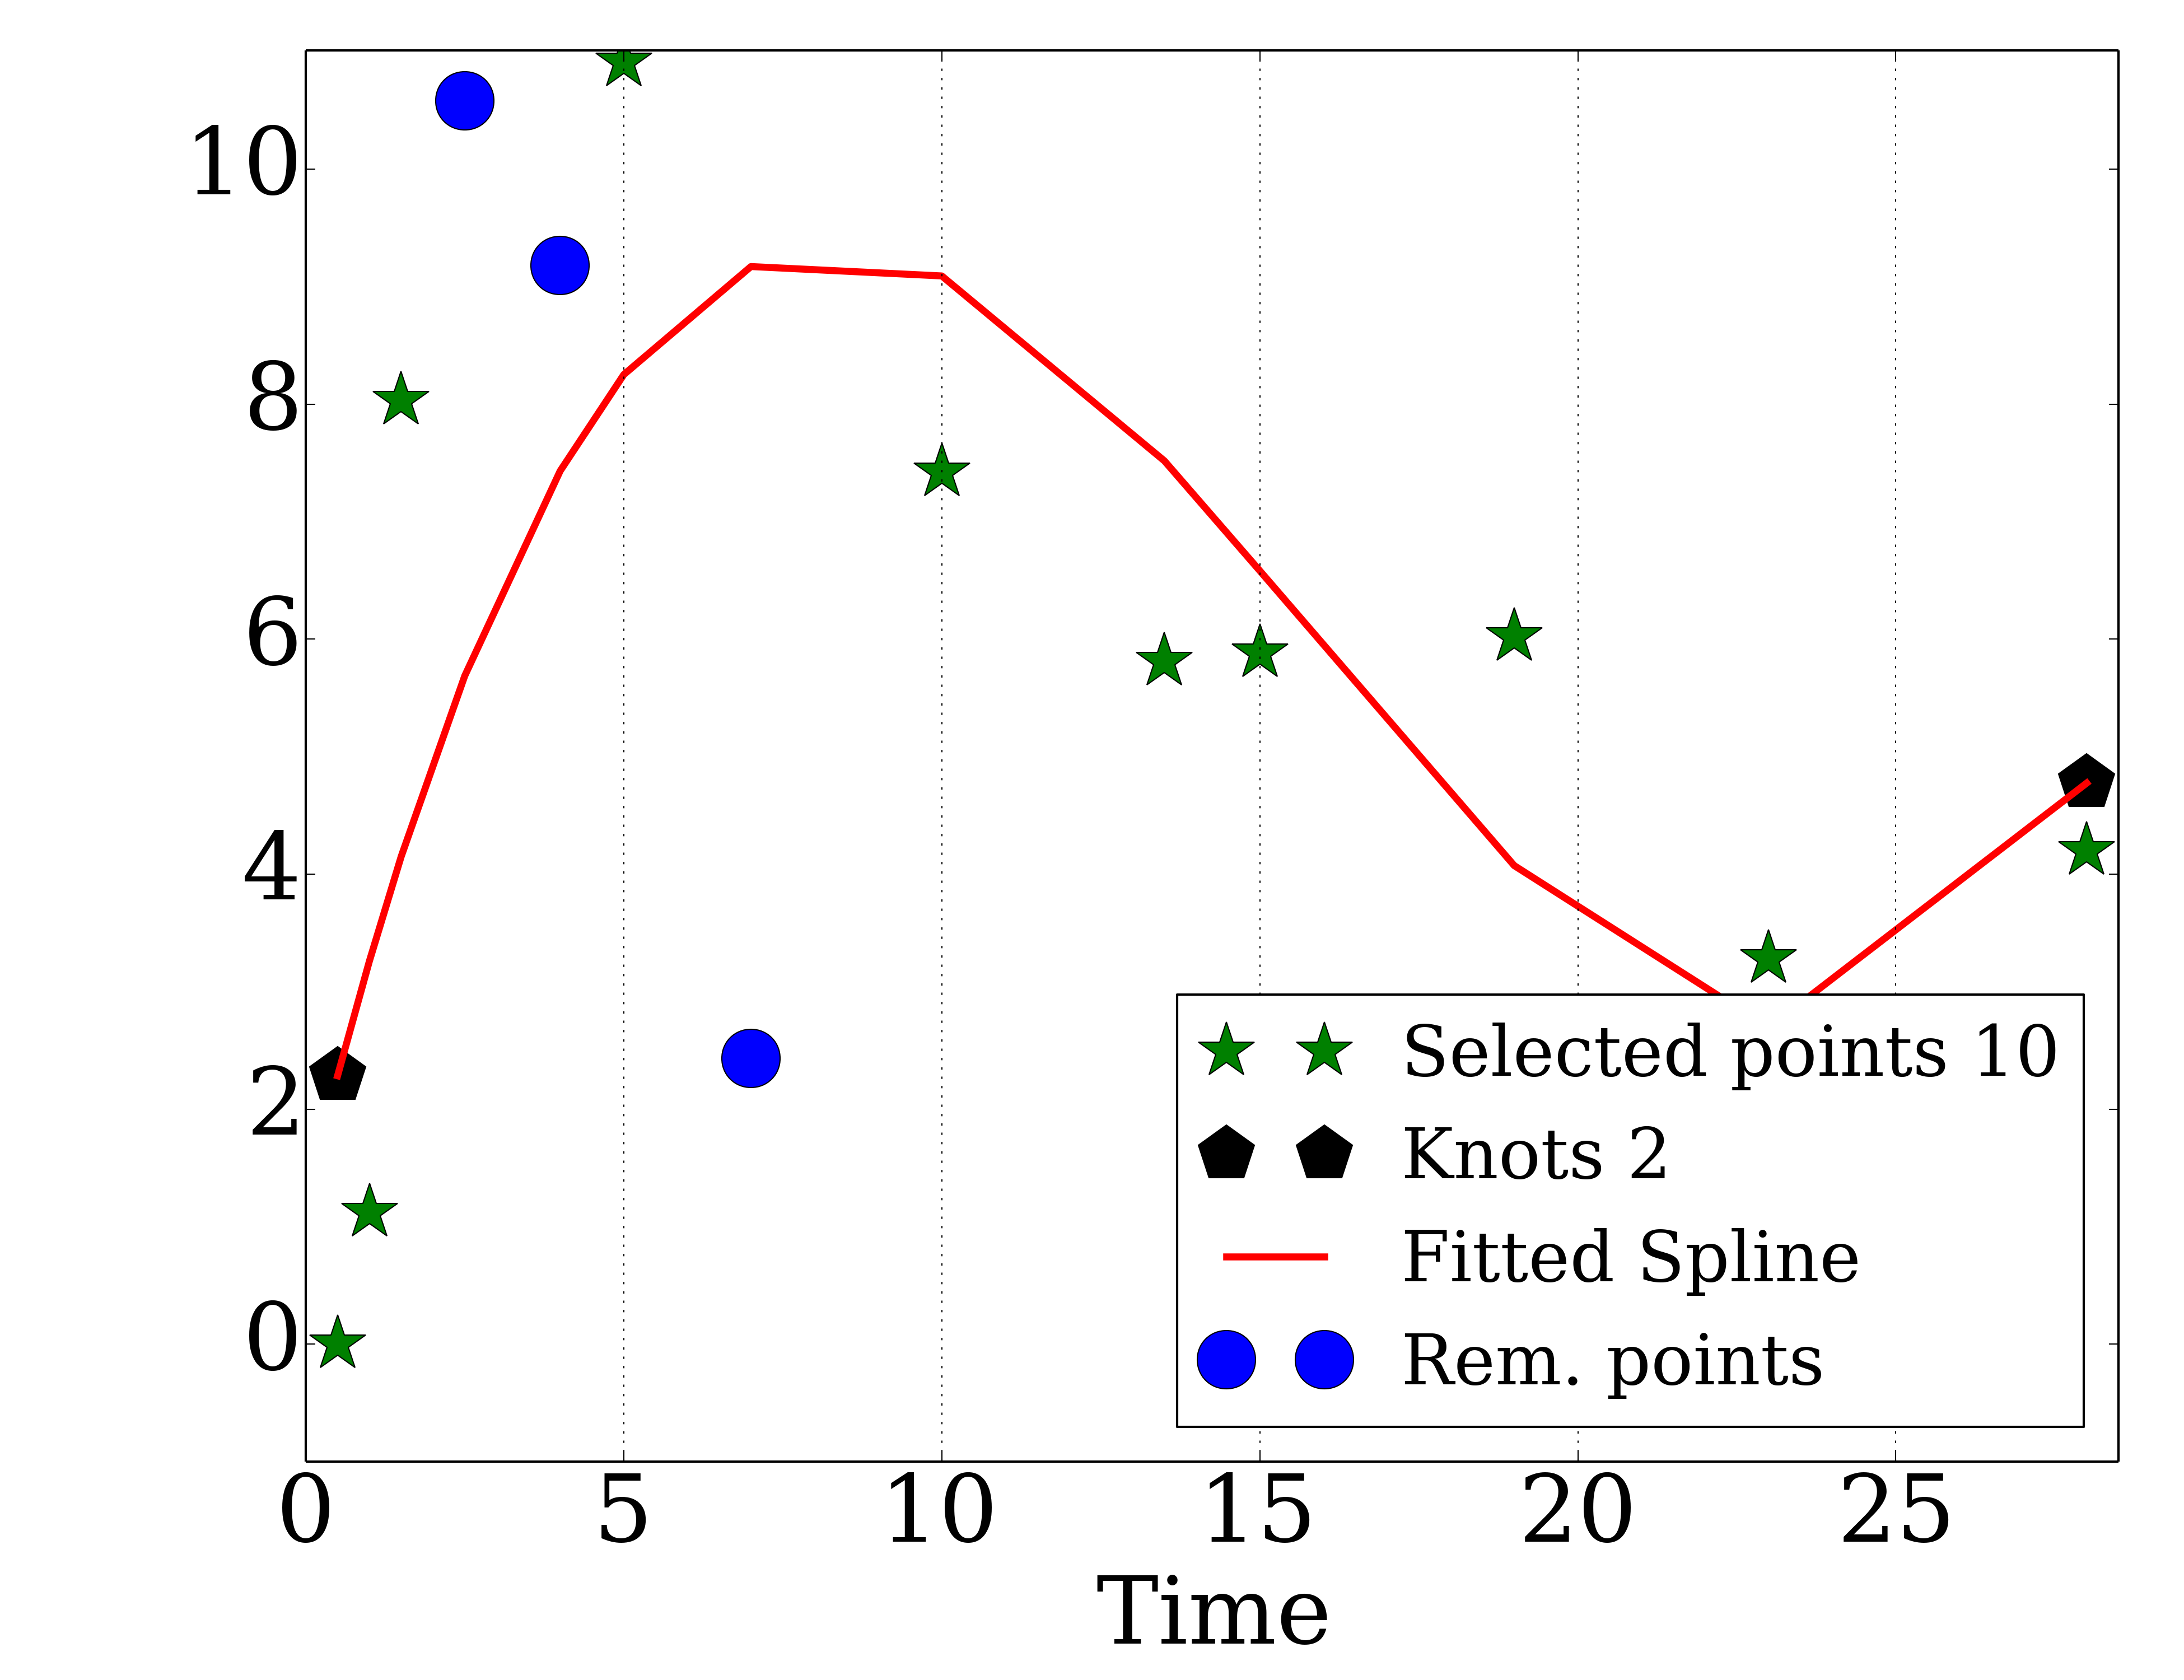 10
8
6
4
2
0
Selected points 10
Knots 2
Fitted Spline
Rem. points
0 5 10 15 20 25
Time